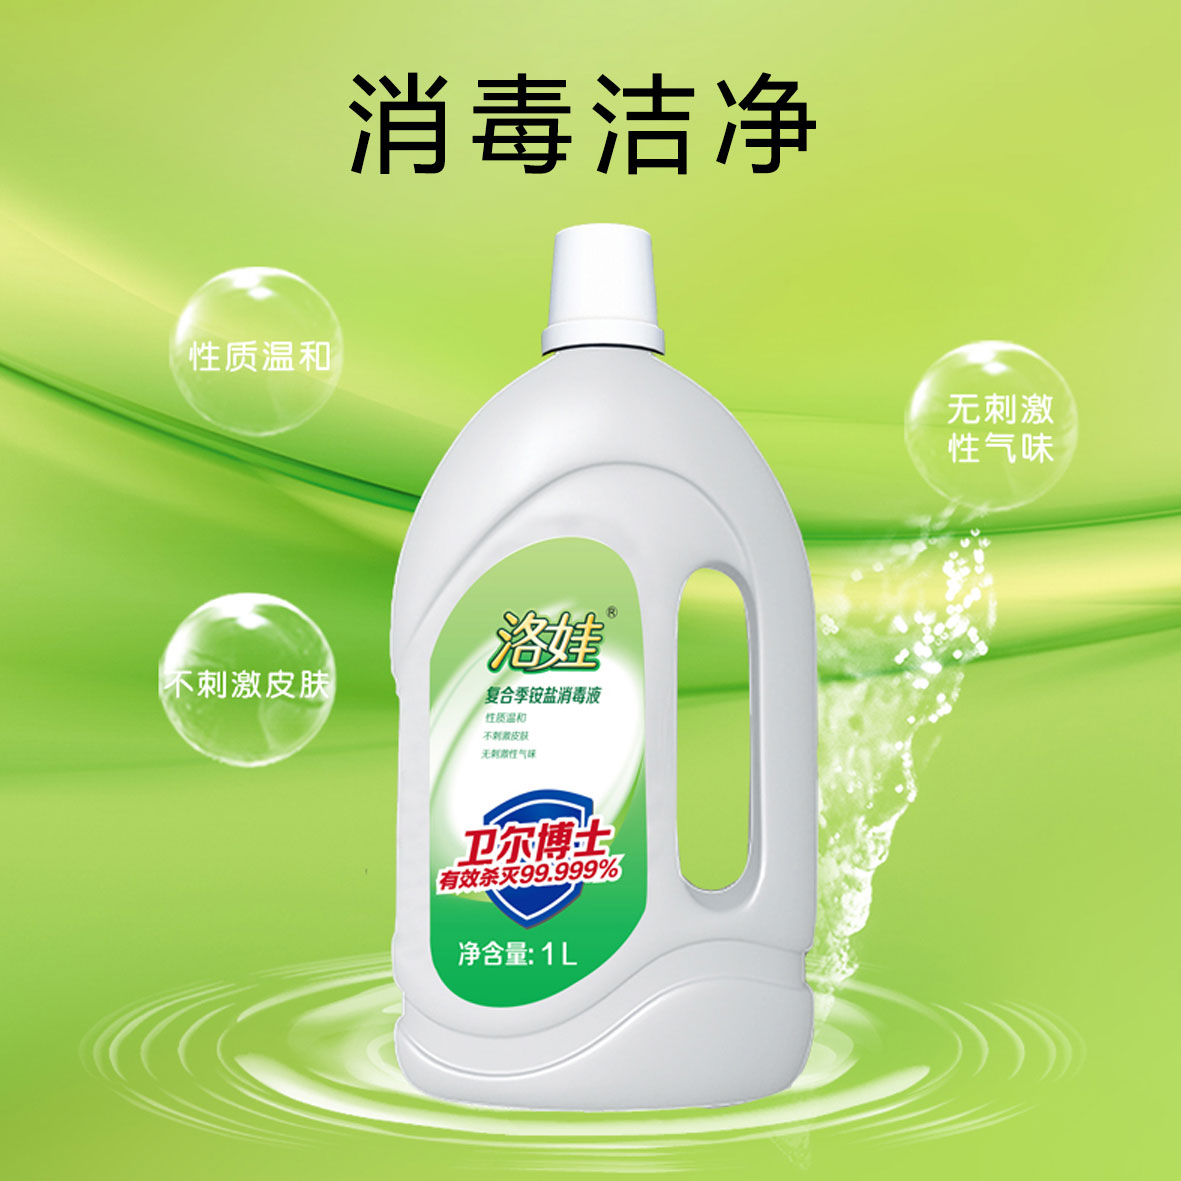 消毒洁净
性质温和
无刺激
性气味
不刺激皮肤
洛娃®
复合季铵盐消毒液
性质温和
不刺激皮肤
无刺激性气味
卫尔博士
有效杀灭99.999%
净含量:1L